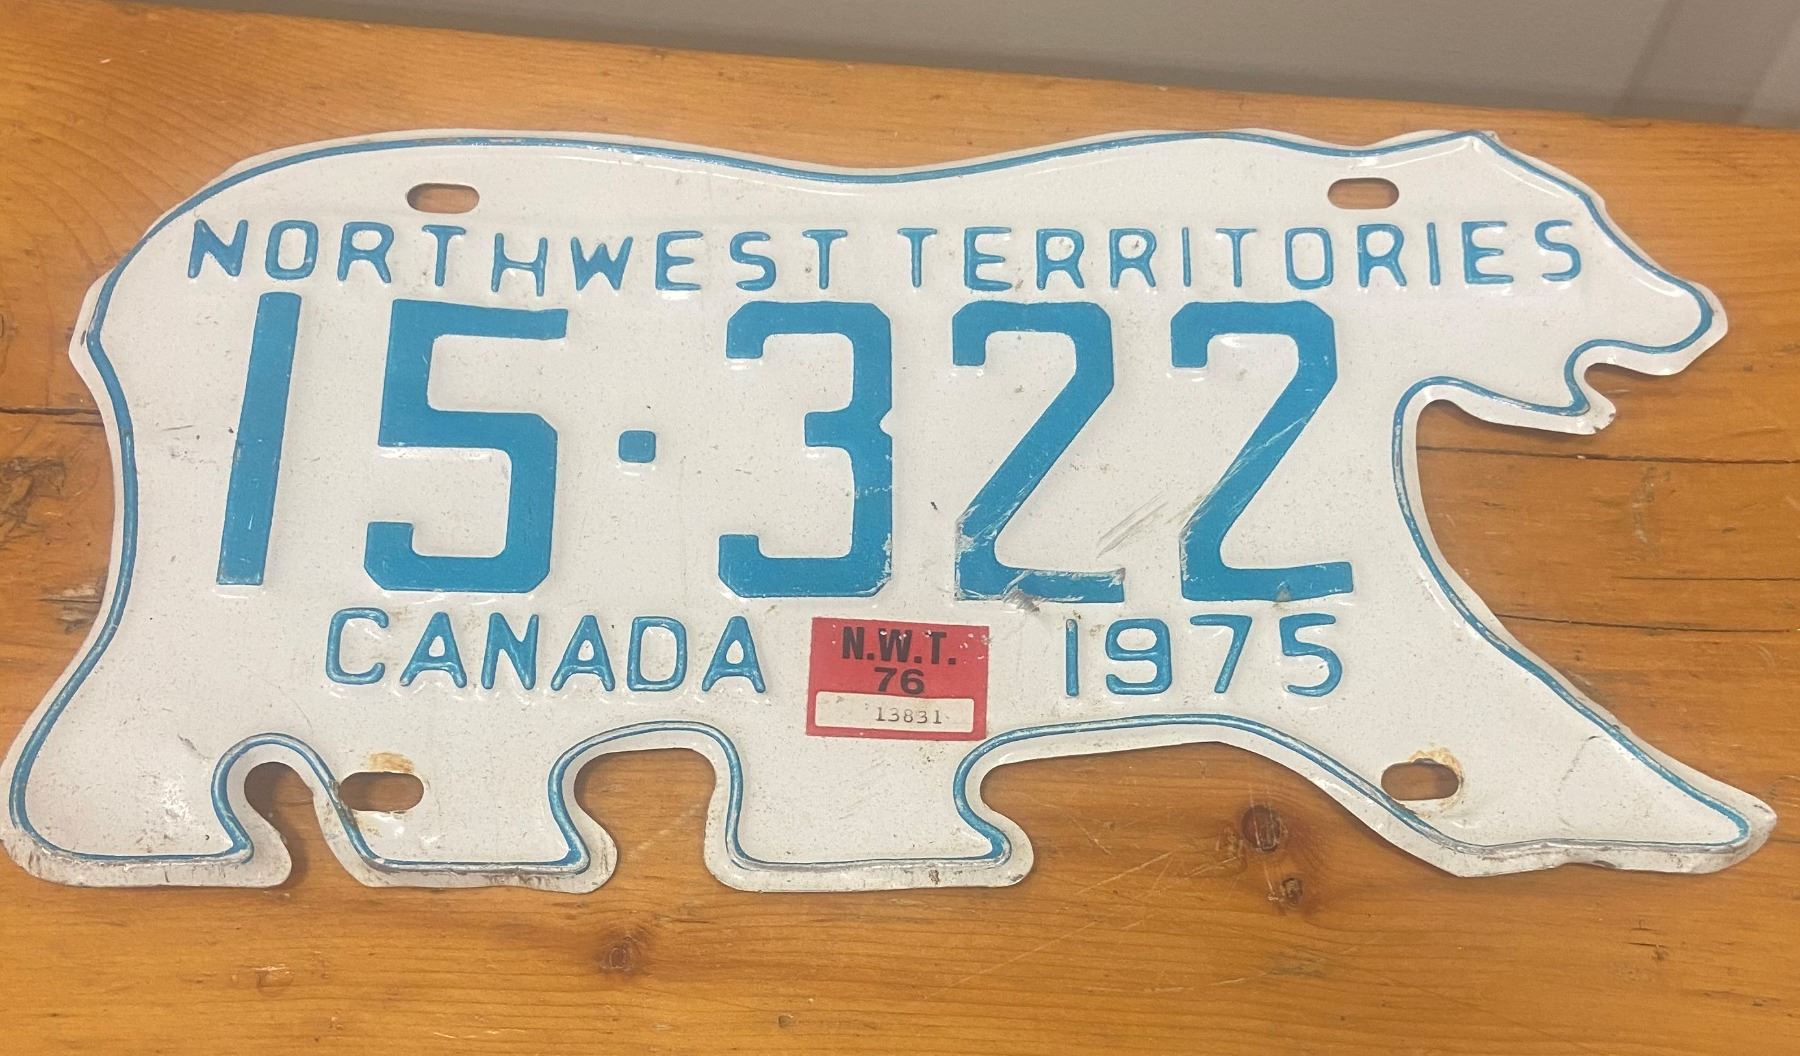 NORTHWEST TERRITORIES
15·322
CANADA 1975
N.W.T.
76
13831